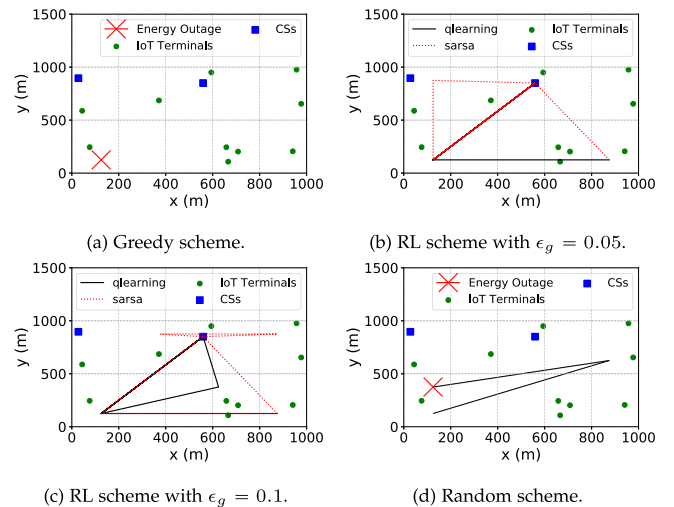 Energy Outage
IoT Terminals
CSs
1500
1000
500
0
y (m)
0 200 400 600 800 1000
x (m)
(a) Greedy scheme.
qlearning
sarsa
IoT Terminals
CSs
1500
1000
500
0
y (m)
0 200 400 600 800 1000
x (m)
(b) RL scheme with ϵg = 0.05.
qlearning
sarsa
IoT Terminals
CSs
1500
1000
500
0
y (m)
0 200 400 600 800 1000
x (m)
(c) RL scheme with ϵg = 0.1.
Energy Outage
IoT Terminals
CSs
1500
1000
500
0
y (m)
0 200 400 600 800 1000
x (m)
(d) Random scheme.